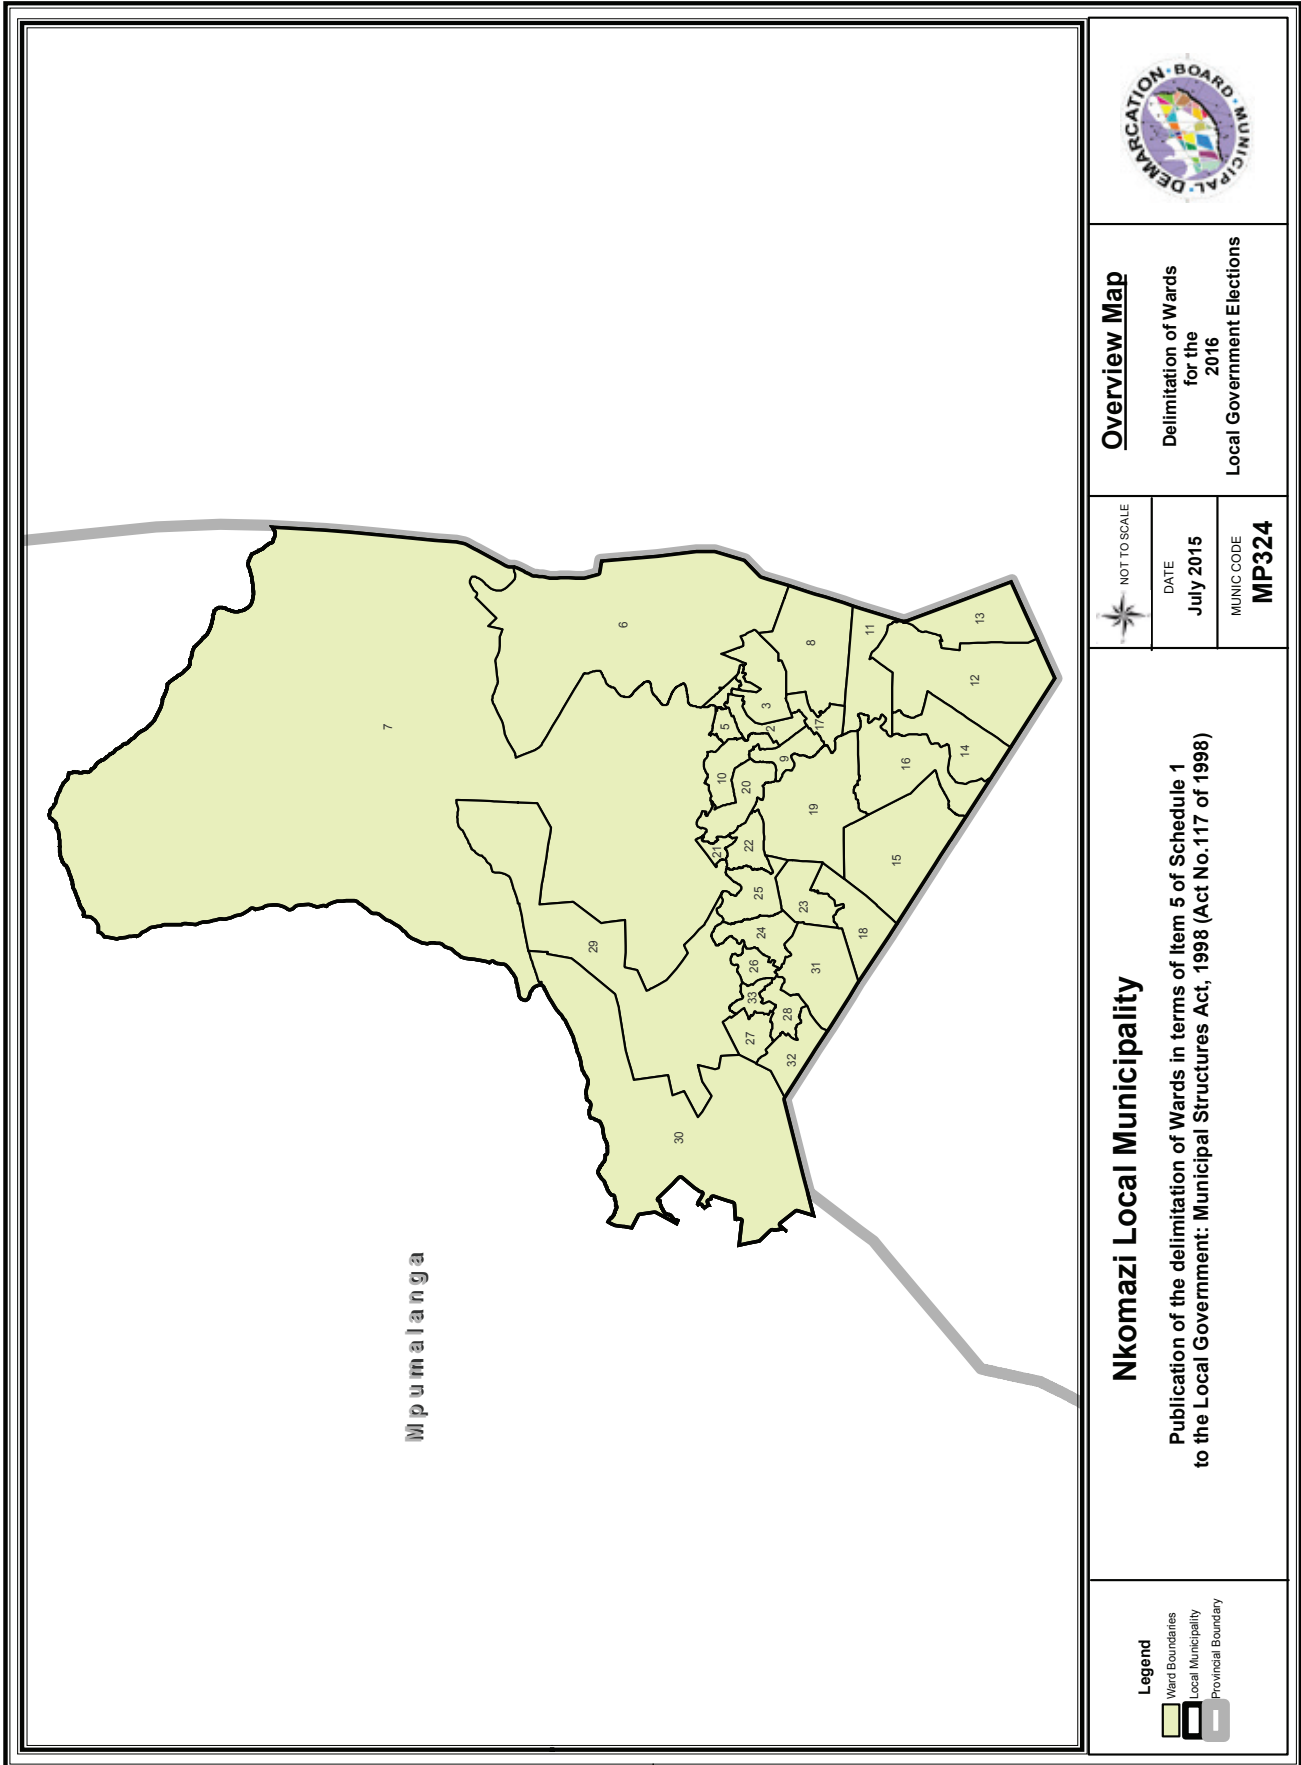 Mpumalanga
7
6
29
30
8
11
13
12
3
2
5
17
9
10
20
19
16
14
15
22
21
25
23
24
18
26
31
33
28
27
32
Legend
Ward Boundaries
Local Municipality
Provincial Boundary
Nkomazi Local Municipality
Publication of the delimitation of Wards in terms of Item 5 of Schedule 1
to the Local Government: Municipal Structures Act, 1998 (Act No.117 of 1998)
NOT TO SCALE
DATE
July 2015
MUNIC CODE
MP324
Overview Map
Delimitation of Wards
for the
2016
Local Government Elections
MUNICIPAL · DEMARCATION · BOARD